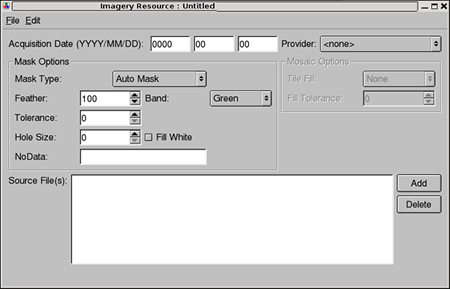 Imagery Resource : Untitled
File Edit
Acquisition Date (YYYY/MM/DD): 0000 00 00 Provider: <none>
Mask Options Mosaic Options
Mask Type: Auto Mask Tile Fill: None
Feather: 100 Band: Green Fill Tolerance: 0
Tolerance: 0
Hole Size: 0 Fill White
NoData:
Source File(s): Add
Delete